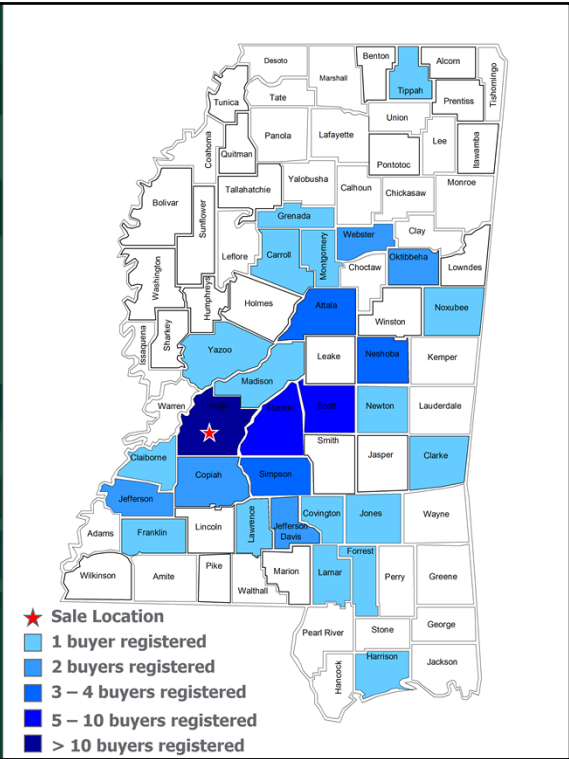 Desoto
Benton
Alcorn
Tishomingo
Marshall
Tippah
Tunica
Tate
Prentiss
Union
Coahoma
Panola
Lafayette
Lee
Itawamba
Quitman
Pontotoc
Yalobusha
Tallahatchie
Calhoun
Chickasaw
Monroe
Bolivar
Sunflower
Grenada
Leflore
Carroll
Montgomery
Webster
Clay
Oktibbeha
Choctaw
Lowndes
Washington
Humphreys
Holmes
Attala
Noxubee
Winston
Issaquena
Sharkey
Yazoo
Leake
Neshoba
Kemper
Madison
Warren
Rankin
Scott
Newton
Lauderdale
Smith
Jasper
Clarke
Claiborne
Copiah
Simpson
Jefferson
Lawrence
Covington
Jones
Wayne
Adams
Franklin
Lincoln
Jefferson
Davis
Forrest
Wilkinson
Amite
Pike
Walthall
Marion
Lamar
Perry
Greene
Pearl River
Stone
George
Hancock
Harrison
Jackson
Sale Location
1 buyer registered
2 buyers registered
3 – 4 buyers registered
5 – 10 buyers registered
> 10 buyers registered